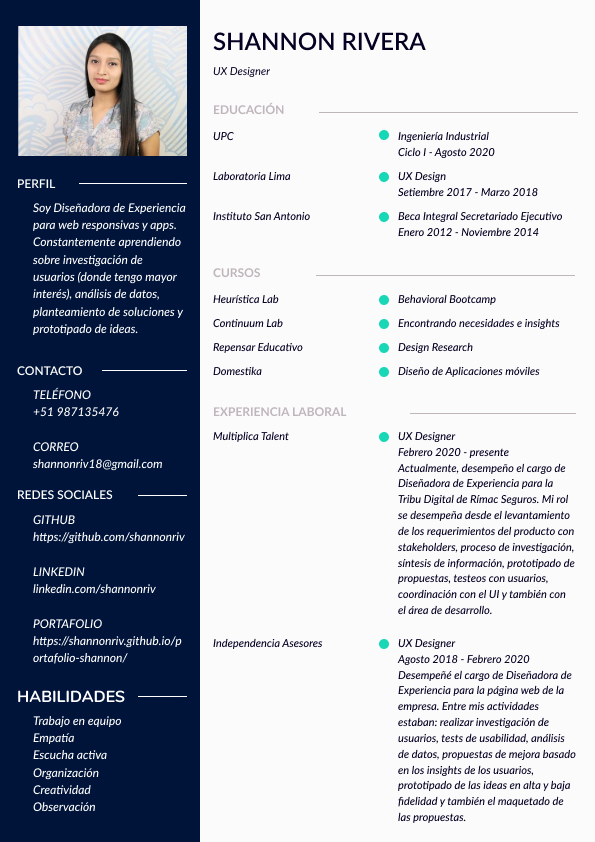 SHANNON RIVERA
UX Designer
PERFIL
Soy Diseñadora de Experiencia
para web responsivas y apps.
Constantemente aprendiendo
sobre investigación de
usuarios (donde tengo mayor
interés), análisis de datos,
planteamiento de soluciones y
prototipado de ideas.
CONTACTO
TELÉFONO
+51 987135476
CORREO
shannonriv18@gmail.com
REDES SOCIALES
GITHUB
https://github.com/shannonriv
LINKEDIN
linkedin.com/shannonriv
PORTAFOLIO
https://shannonriv.github.io/p
ortafolio-shannon/
HABILIDADES
Trabajo en equipo
Empatía
Escucha activa
Organización
Creatividad
Observación
EDUCACIÓN
UPC
Ingeniería Industrial
Ciclo I - Agosto 2020
Laboratoria Lima
UX Design
Setiembre 2017 - Marzo 2018
Instituto San Antonio
Beca Integral Secretariado Ejecutivo
Enero 2012 - Noviembre 2014
CURSOS
Heurística Lab
Behavioral Bootcamp
Continuum Lab
Encontrando necesidades e insights
Repensar Educativo
Design Research
Domestika
Diseño de Aplicaciones móviles
EXPERIENCIA LABORAL
Multiplica Talent
UX Designer
Febrero 2020 - presente
Actualmente, desempeño el cargo de
Diseñadora de Experiencia para la
Tribu Digital de Rímac Seguros. Mi rol
se desempeña desde el levantamiento
de los requerimientos del producto con
stakeholders, proceso de investigación,
síntesis de información, prototipado de
propuestas, testeos con usuarios,
coordinación con el UI y también con
el área de desarrollo.
Independencia Asesores
UX Designer
Agosto 2018 - Febrero 2020
Desempeñé el cargo de Diseñadora de
Experiencia para la página web de la
empresa. Entre mis actividades
estaban: realizar investigación de
usuarios, tests de usabilidad, análisis
de datos, propuestas de mejora basado
en los insights de los usuarios,
prototipado de las ideas en alta y baja
fidelidad y también el maquetado de
las propuestas.